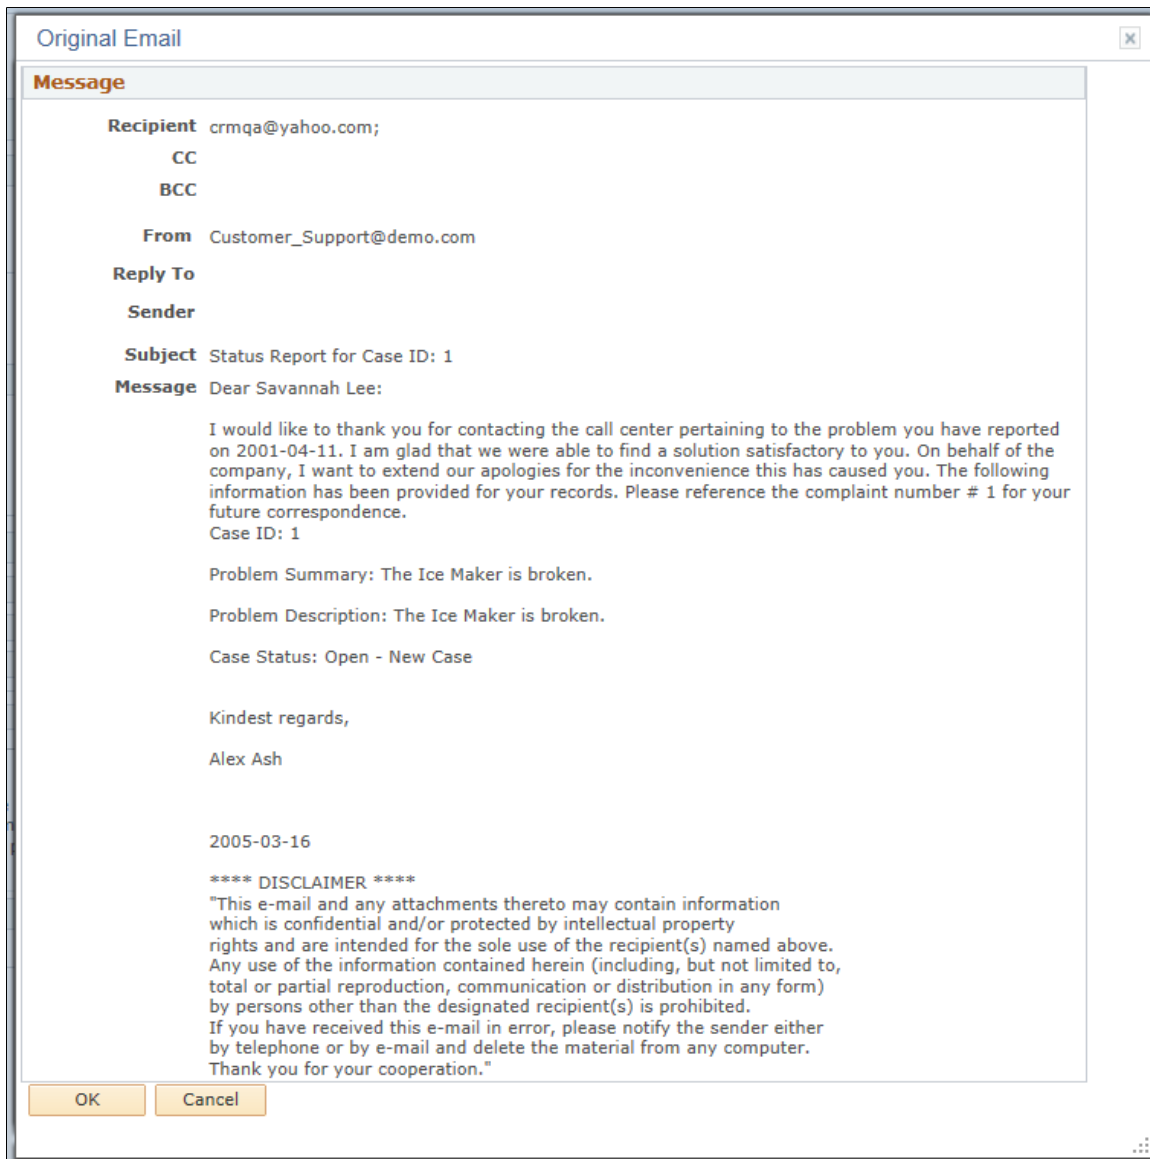 Original Email
Message
Recipient crmqa@yahoo.com;
CC
BCC
From Customer_Support@demo.com
Reply To
Sender
Subject Status Report for Case ID: 1
Message Dear Savannah Lee:
I would like to thank you for contacting the call center pertaining to the problem you have reported
on 2001-04-11. I am glad that we were able to find a solution satisfactory to you. On behalf of the
company, I want to extend our apologies for the inconvenience this has caused you. The following
information has been provided for your records. Please reference the complaint number # 1 for your
future correspondence.
Case ID: 1
Problem Summary: The Ice Maker is broken.
Problem Description: The Ice Maker is broken.
Case Status: Open - New Case
Kindest regards,
Alex Ash
2005-03-16
**** DISCLAIMER ****
"This e-mail and any attachments thereto may contain information
which is confidential and/or protected by intellectual property
rights and are intended for the sole use of the recipient(s) named above.
Any use of the information contained herein (including, but not limited to,
total or partial reproduction, communication or distribution in any form)
by persons other than the designated recipient(s) is prohibited.
If you have received this e-mail in error, please notify the sender either
by telephone or by e-mail and delete the material from any computer.
Thank you for your cooperation."
OK Cancel